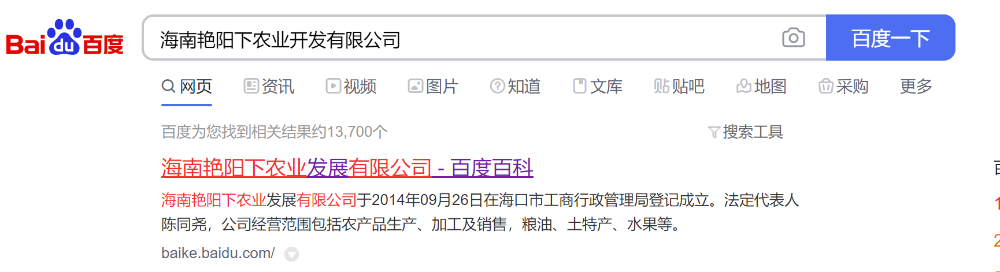 Bai du 百度
海南艳阳下农业开发有限公司
百度一下
网页 资讯 视频 图片 知道 文库 贴 贴吧 地图 采购 更多
百度为您找到相关结果约13,700个
搜索工具
海南艳阳下农业发展有限公司 - 百度百科
海南艳阳下农业发展有限公司于2014年09月26日在海口市工商行政管理局登记成立。法定代表人
陈同尧，公司经营范围包括农产品生产、加工及销售，粮油、土特产、水果等。
baike.baidu.com/
1
2